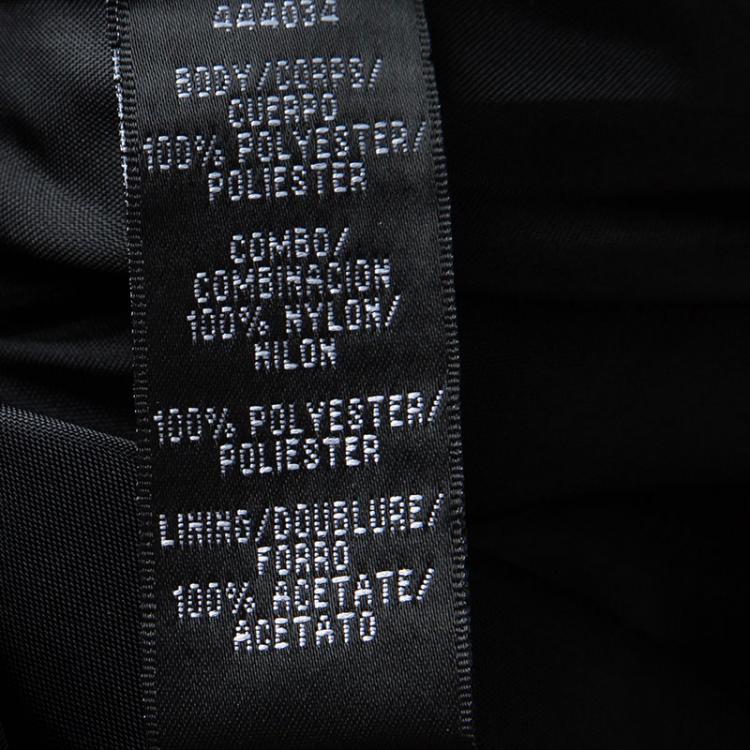 444034
BODY/CORPS/
CUERPO
100% POLYESTER/
POLIESTER
COMBO/
COMBINACION
100% NYLON/
NILON
100% POLYESTER/
POLIESTER
LINING/DOUBLURE/
FORRO
100% ACETATE/
ACETATO